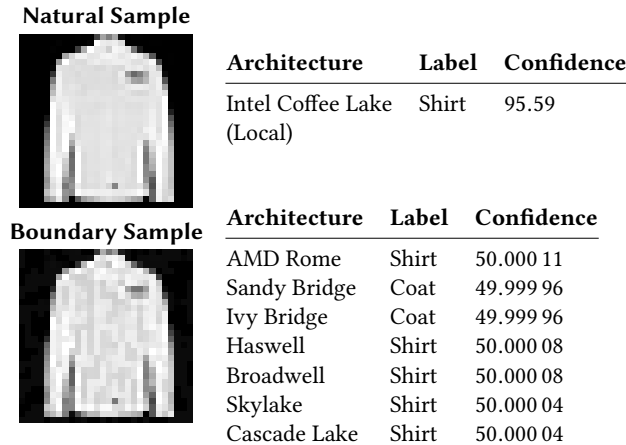 Natural Sample
Architecture Label Confidence
Intel Coffee Lake Shirt 95.59
(Local)
Boundary Sample
Architecture Label Confidence
AMD Rome Shirt 50.000 11
Sandy Bridge Coat 49.999 96
Ivy Bridge Coat 49.999 96
Haswell Shirt 50.000 08
Broadwell Shirt 50.000 08
Skylake Shirt 50.000 04
Cascade Lake Shirt 50.000 04